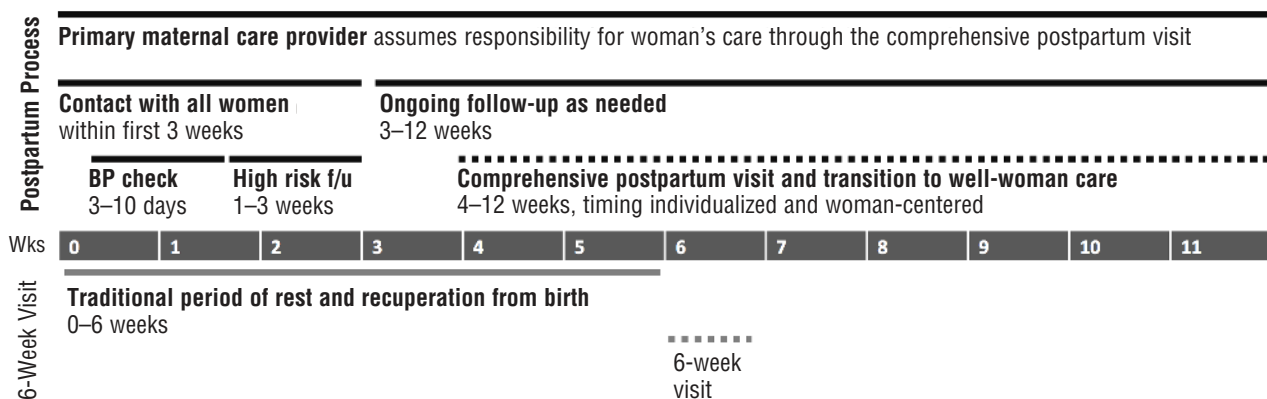 Postpartum Process
Primary maternal care provider assumes responsibility for woman's care through the comprehensive postpartum visit
Contact with all women
within first 3 weeks
Ongoing follow-up as needed
3–12 weeks
BP check
3–10 days
High risk f/u
1–3 weeks
Comprehensive postpartum visit and transition to well-woman care
4–12 weeks, timing individualized and woman-centered
Wks 0 1 2 3 4 5 6 7 8 9 10 11
6-Week Visit
Traditional period of rest and recuperation from birth
0–6 weeks
6-week
visit